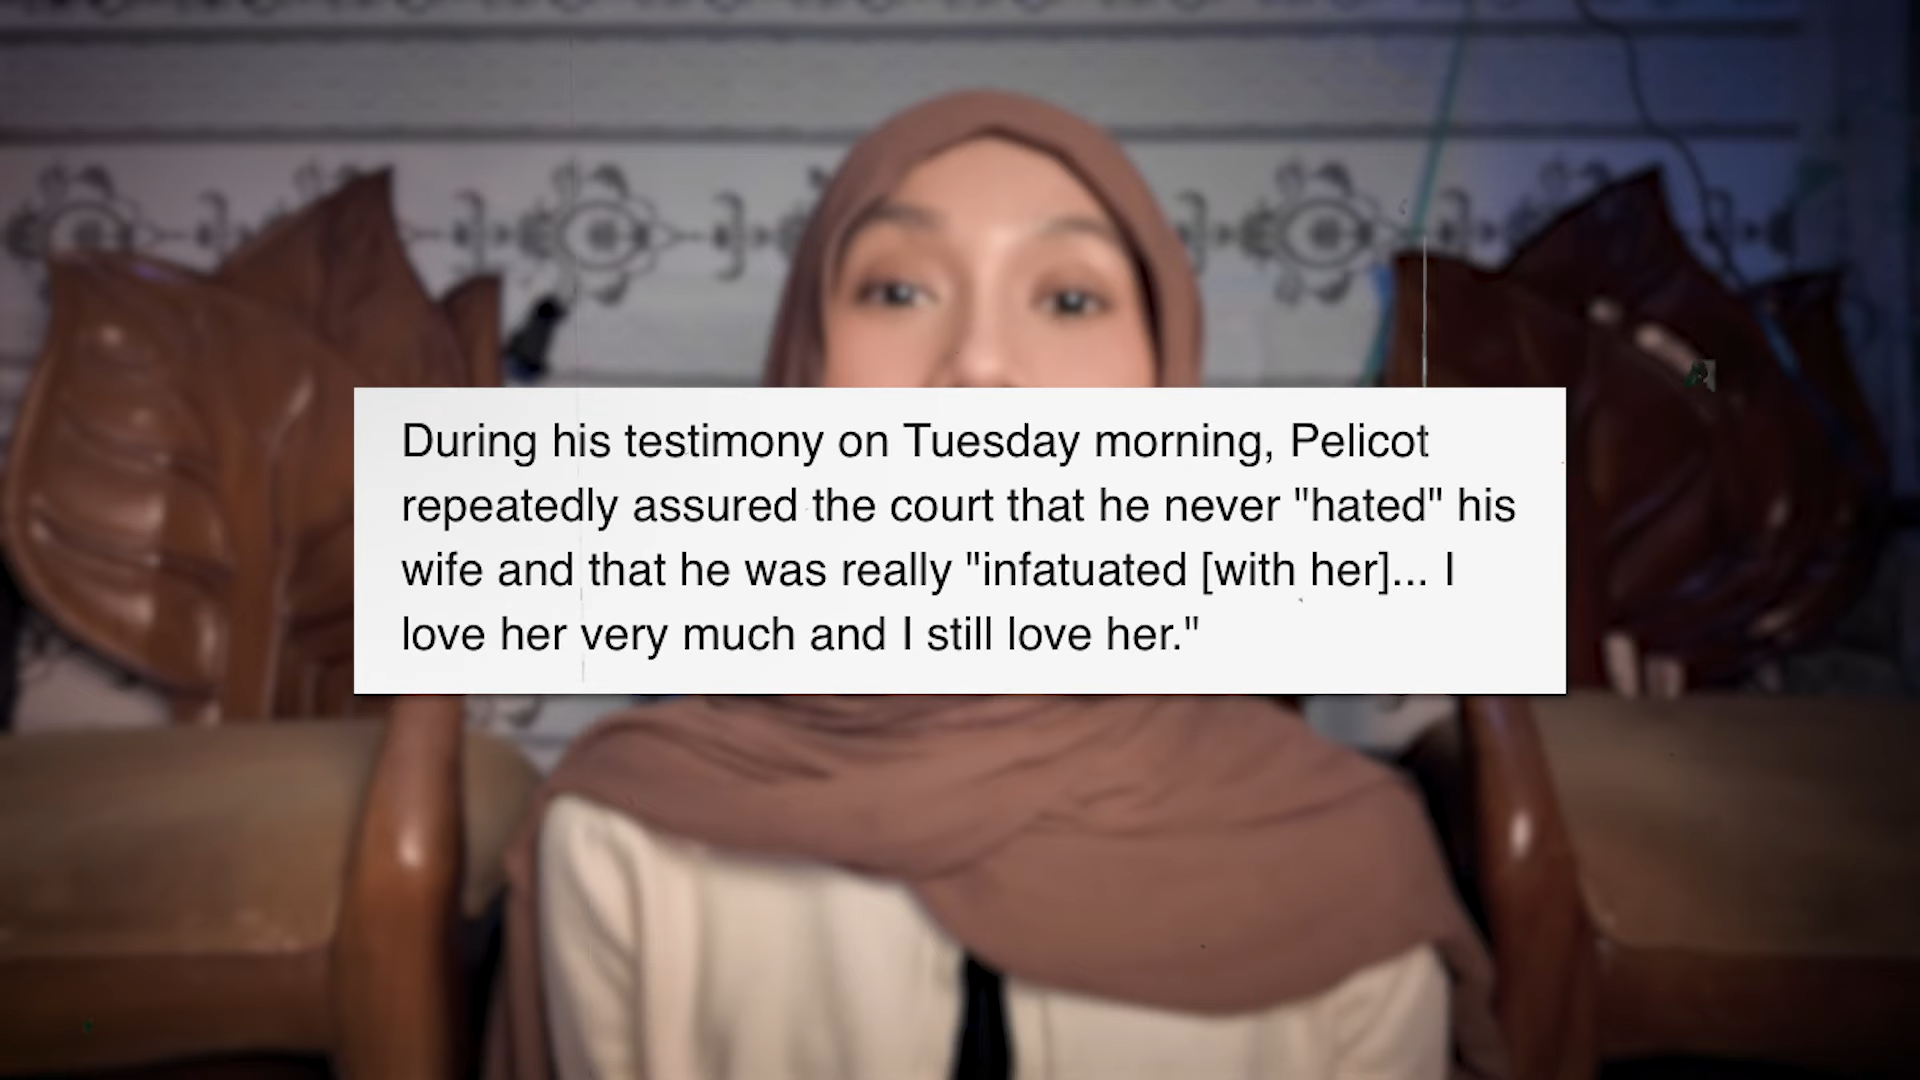 During his testimony on Tuesday morning, Pelicot
repeatedly assured the court that he never "hated" his
wife and that he was really "infatuated [with her]... I
love her very much and I still love her."